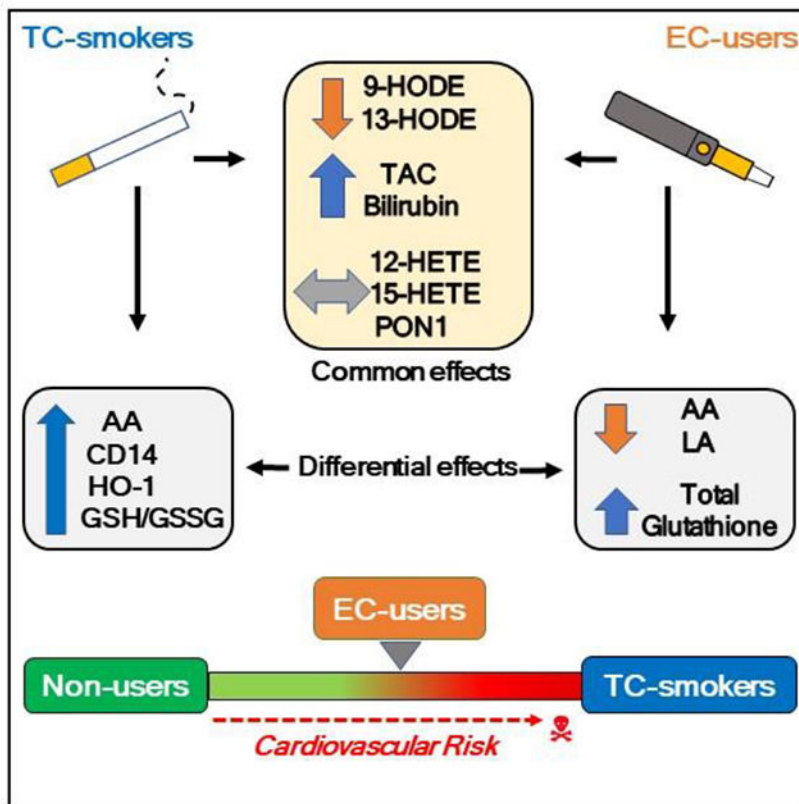 TC-smokers
EC-users
9-HODE
13-HODE
TAC
Bilirubin
12-HETE
15-HETE
PON1
Common effects
AA
CD14
HO-1
GSH/GSSG
Differential effects
AA
LA
Total
Glutathione
EC-users
Non-users
TC-smokers
Cardiovascular Risk